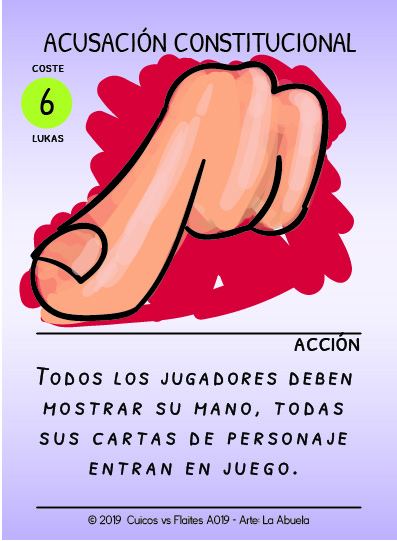 ACUSACIÓN CONSTITUCIONAL
COSTE
6
LUKAS
ACCIÓN
TODOS LOS JUGADORES DEBEN
MOSTRAR SU MANO, TODAS
SUS CARTAS DE PERSONAJE
ENTRAN EN JUEGO.
© 2019 Cuicos vs Flaites A019 - Arte: La Abuela